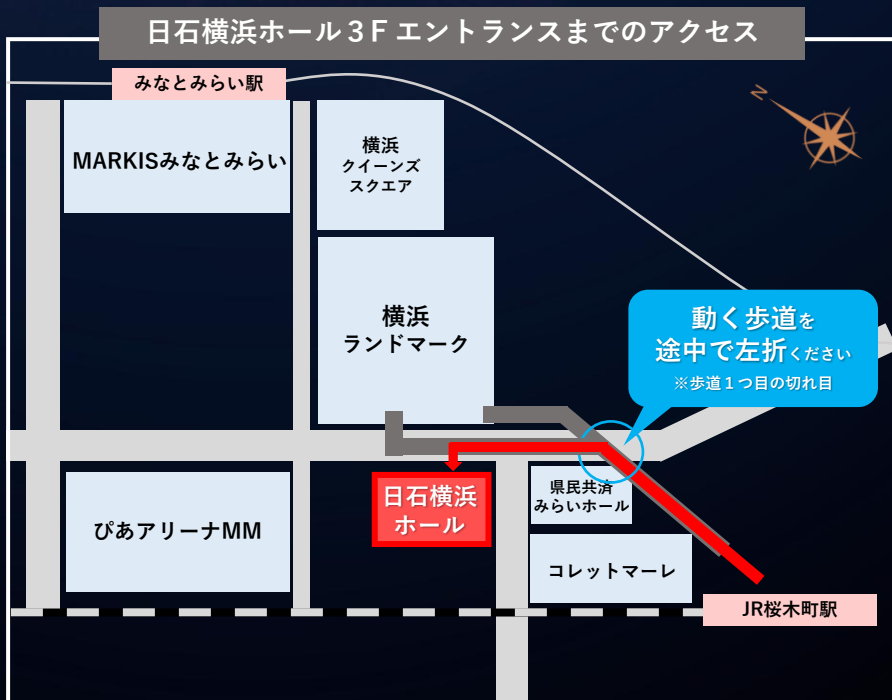 日石横浜ホール3F エントランスまでのアクセス
みなとみらい駅
N
MARKISみなとみらい
横浜
クイーンズ
スクエア
横浜
ランドマーク
動く歩道を
途中で左折ください
※歩道１つ目の切れ目
日石横浜
ホール
県民共済
みらいホール
ぴあアリーナMM
コレットマーレ
JR桜木町駅